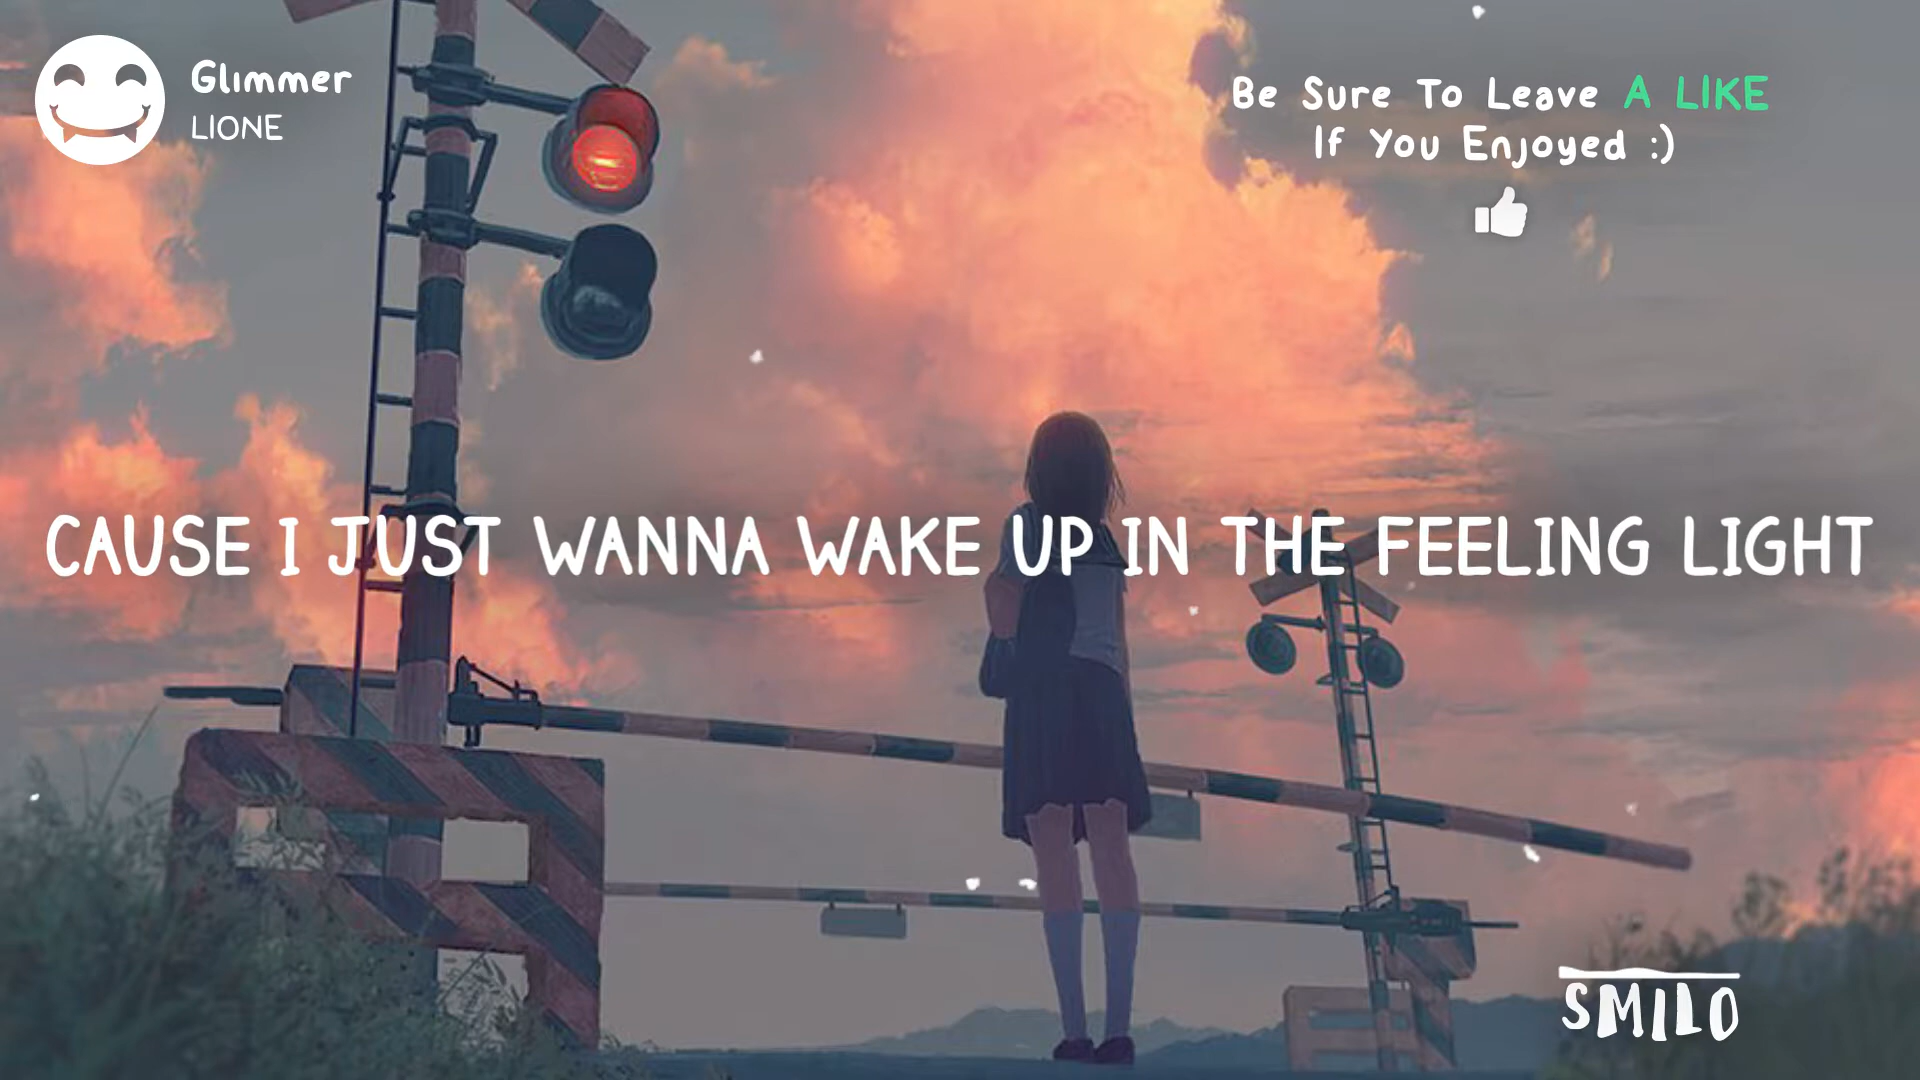 Glimmer
LIONE
Be Sure To Leave A LIKE
If You Enjoyed :)
CAUSE I JUST WANNA WAKE UP IN THE FEELING LIGHT
SMILO